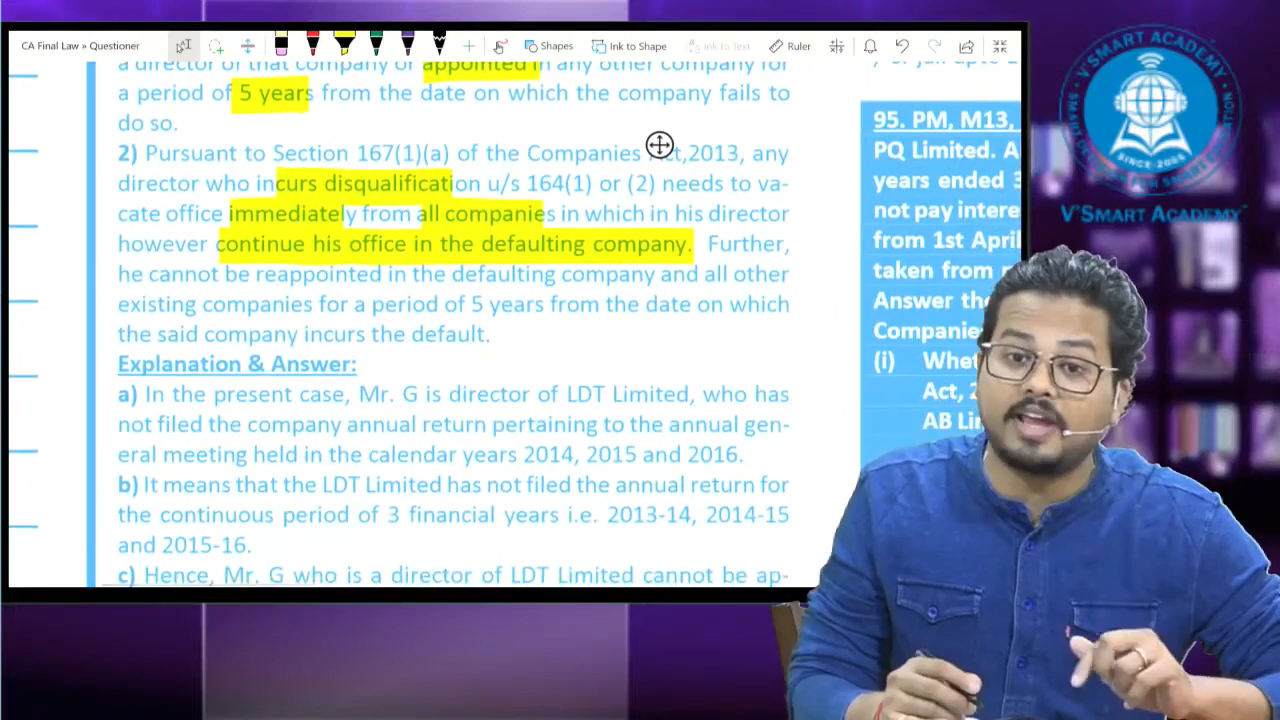 CA Final Law » Questioner
Shapes
Ink to Shape
Ink to Text
Ruler
a director of that company or appointed in any other company for
a period of 5 years from the date on which the company fails to
do so.
2) Pursuant to Section 167(1)(a) of the Companies Act,2013, any
director who incurs disqualification u/s 164(1) or (2) needs to va-
cate office immediately from all companies in which in his director
however continue his office in the defaulting company. Further,
he cannot be reappointed in the defaulting company and all other
existing companies for a period of 5 years from the date on which
the said company incurs the default.
Explanation & Answer:
a) In the present case, Mr. G is director of LDT Limited, who has
not filed the company annual return pertaining to the annual gen-
eral meeting held in the calendar years 2014, 2015 and 2016.
b) It means that the LDT Limited has not filed the annual return for
the continuous period of 3 financial years i.e. 2013-14, 2014-15
and 2015-16.
c) Hence, Mr. G who is a director of LDT Limited cannot be ap-
95. PM, M13,
PQ Limited. A
years ended 3
not pay intere
from 1st April
taken from
Answer the
Companie
(i) Whet
Act, 2
AB Lin
V'SMART ACADEMY
SINCE 2004
V'SMART ACADEMY